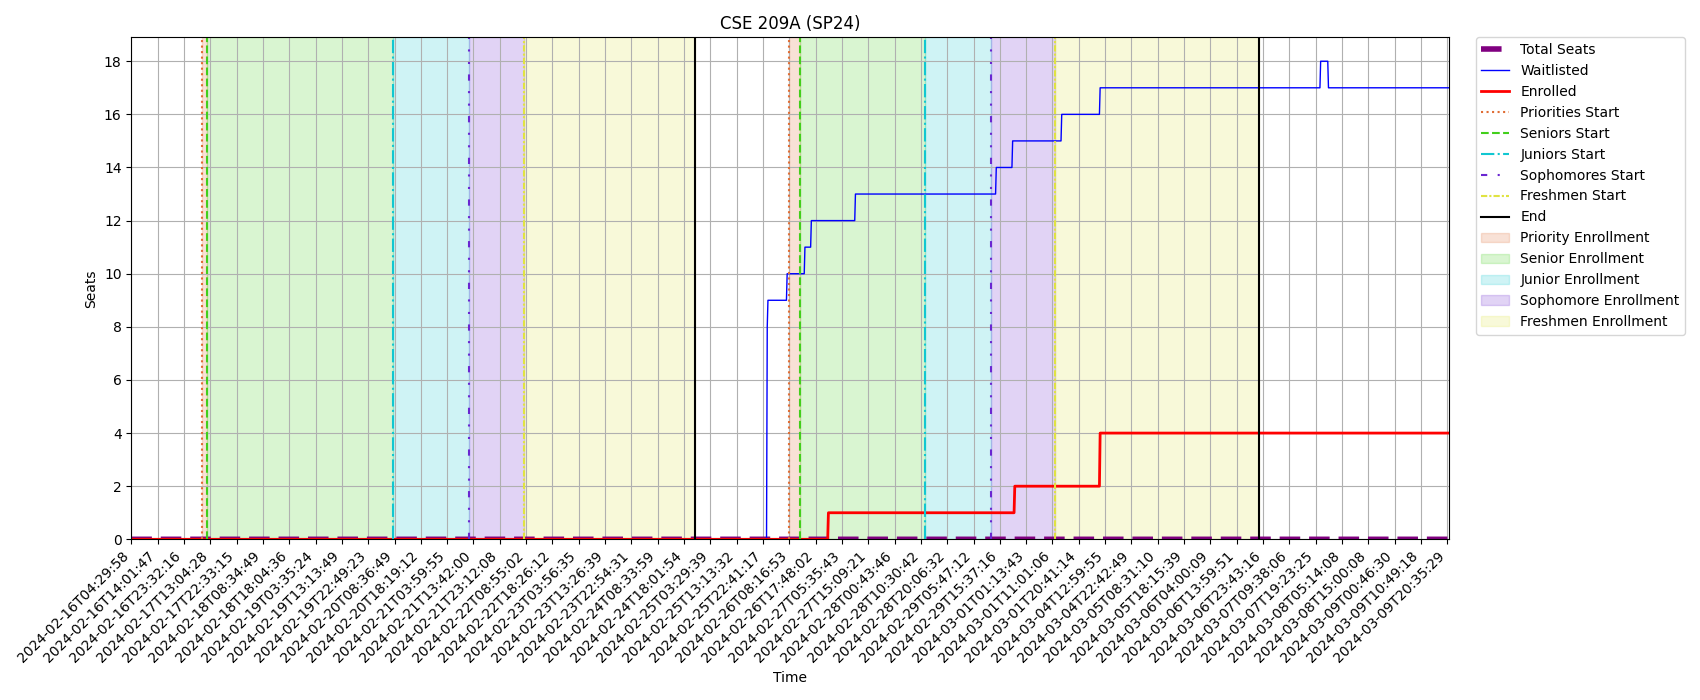 CSE 209A (SP24)
18
16
14
12
10
8
6
4
2
0
Seats
2024-02-16T04:29:58
2024-02-16T14:01:47
2024-02-16T23:32:16
2024-02-17T13:04:28
2024-02-17T22:33:15
2024-02-18T08:34:49
2024-02-18T18:04:36
2024-02-19T03:35:24
2024-02-19T13:13:49
2024-02-19T22:49:23
2024-02-20T08:36:49
2024-02-20T18:19:12
2024-02-21T03:59:55
2024-02-21T13:42:00
2024-02-21T23:12:08
2024-02-22T08:55:02
2024-02-22T18:26:12
2024-02-23T03:56:35
2024-02-23T13:26:39
2024-02-23T22:54:31
2024-02-24T08:33:59
2024-02-24T18:01:54
2024-02-25T03:29:39
2024-02-25T13:13:32
2024-02-25T22:41:17
2024-02-26T08:16:53
2024-02-26T17:48:02
2024-02-27T05:35:43
2024-02-27T15:09:21
2024-02-28T00:43:46
2024-02-28T10:30:42
2024-02-28T20:06:32
2024-02-29T05:47:12
2024-02-29T15:37:16
2024-03-01T01:13:43
2024-03-01T11:01:06
2024-03-01T20:41:14
2024-03-04T12:59:55
2024-03-04T22:42:49
2024-03-05T08:31:10
2024-03-05T18:15:39
2024-03-06T04:00:09
2024-03-06T13:59:51
2024-03-06T23:43:16
2024-03-07T09:38:06
2024-03-07T19:23:25
2024-03-08T05:14:08
2024-03-08T15:00:08
2024-03-09T00:46:30
2024-03-09T10:49:18
2024-03-09T20:35:29
Time
Total Seats
Waitlisted
Enrolled
Priorities Start
Seniors Start
Juniors Start
Sophomores Start
Freshmen Start
End
Priority Enrollment
Senior Enrollment
Junior Enrollment
Sophomore Enrollment
Freshmen Enrollment